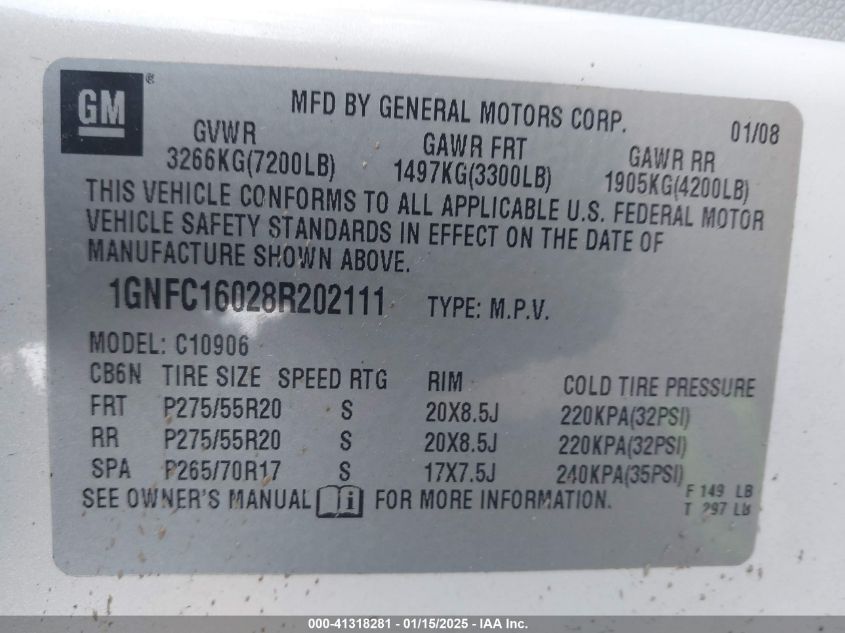 GM ®
MFD BY GENERAL MOTORS CORP. 01/08
GVWR GAWR FRT GAWR RR
3266KG(7200LB) 1497KG(3300LB) 1905KG(4200LB)
THIS VEHICLE CONFORMS TO ALL APPLICABLE U.S. FEDERAL MOTOR
VEHICLE SAFETY STANDARDS IN EFFECT ON THE DATE OF
MANUFACTURE SHOWN ABOVE.
1GNFC16028R202111 TYPE: M.P.V.
MODEL: C10906
CB6N TIRE SIZE SPEED RTG RIM COLD TIRE PRESSURE
FRT P275/55R20 S 20X8.5J 220KPA(32PSI)
RR P275/55R20 S 20X8.5J 220KPA(32PSI)
SPA P265/70R17 S 17X7.5J 240KPA(35PSI)
SEE OWNER'S MANUAL i FOR MORE INFORMATION.
F 149 LB
T 297 LB
000-41318281 - 01/15/2025 - IAA Inc.